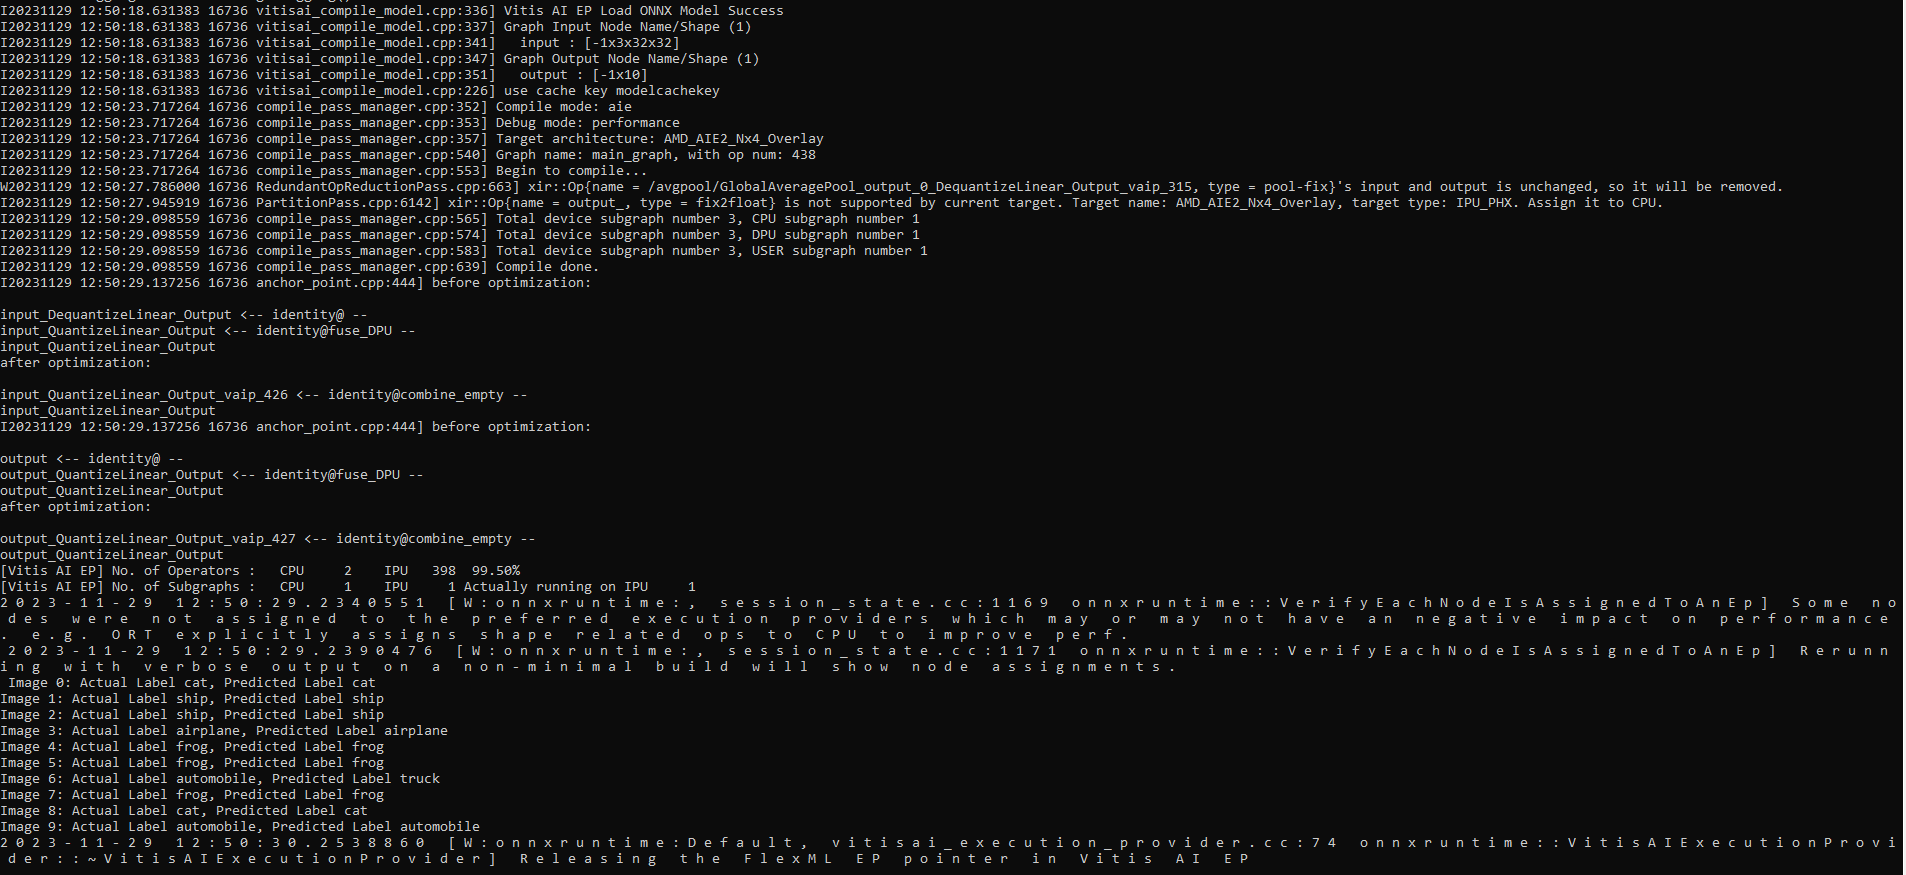 I20231129 12:50:18.631383 16736 vitisai_compile_model.cpp:336] Vitis AI EP Load ONNX Model Success
I20231129 12:50:18.631383 16736 vitisai_compile_model.cpp:337] Graph Input Node Name/Shape (1)
I20231129 12:50:18.631383 16736 vitisai_compile_model.cpp:341]   input : [-1x3x32x32]
I20231129 12:50:18.631383 16736 vitisai_compile_model.cpp:347] Graph Output Node Name/Shape (1)
I20231129 12:50:18.631383 16736 vitisai_compile_model.cpp:351]   output : [-1x10]
I20231129 12:50:18.631383 16736 vitisai_compile_model.cpp:226] use cache key modelcachekey
I20231129 12:50:23.717264 16736 compile_pass_manager.cpp:352] Compile mode: aie
I20231129 12:50:23.717264 16736 compile_pass_manager.cpp:353] Debug mode: performance
I20231129 12:50:23.717264 16736 compile_pass_manager.cpp:357] Target architecture: AMD_AIE2_Nx4_Overlay
I20231129 12:50:23.717264 16736 compile_pass_manager.cpp:540] Graph name: main_graph, with op num: 438
I20231129 12:50:23.717264 16736 compile_pass_manager.cpp:553] Begin to compile...
W20231129 12:50:27.786000 16736 RedundantOpReductionPass.cpp:663] xir::Op{name = /avgpool/GlobalAveragePool_output_0_DequantizeLinear_Output_vaip_315, type = pool-fix}'s input and output is unchanged, so it will be removed.
I20231129 12:50:27.945919 16736 PartitionPass.cpp:6142] xir::Op{name = output_, type = fix2float} is not supported by current target. Target name: AMD_AIE2_Nx4_Overlay, target type: IPU_PHX. Assign it to CPU.
I20231129 12:50:29.098559 16736 compile_pass_manager.cpp:565] Total device subgraph number 3, CPU subgraph number 1
I20231129 12:50:29.098559 16736 compile_pass_manager.cpp:574] Total device subgraph number 3, DPU subgraph number 1
I20231129 12:50:29.098559 16736 compile_pass_manager.cpp:583] Total device subgraph number 3, USER subgraph number 1
I20231129 12:50:29.098559 16736 compile_pass_manager.cpp:639] Compile done.
I20231129 12:50:29.137256 16736 anchor_point.cpp:444] before optimization:
input_DequantizeLinear_Output <-- identity@ --
input_QuantizeLinear_Output <-- identity@fuse_DPU --
input_QuantizeLinear_Output
after optimization:
input_QuantizeLinear_Output_vaip_426 <-- identity@combine_empty --
input_QuantizeLinear_Output
I20231129 12:50:29.137256 16736 anchor_point.cpp:444] before optimization:
output <-- identity@ --
output_QuantizeLinear_Output <-- identity@fuse_DPU --
output_QuantizeLinear_Output
after optimization:
output_QuantizeLinear_Output_vaip_427 <-- identity@combine_empty --
output_QuantizeLinear_Output
[Vitis AI EP] No. of Operators :   CPU     2    IPU   398  99.50%
[Vitis AI EP] No. of Subgraphs :   CPU     1    IPU     1 Actually running on IPU     1
2023-11-29 12:50:29.2340551 [W:onnxruntime:, session_state.cc:1169 onnxruntime::VerifyEachNodeIsAssignedToAnEp] Some no
des were not assigned to the preferred execution providers which may or may not have an negative impact on performance
. e.g. ORT explicitly assigns shape related ops to CPU to improve perf.
2023-11-29 12:50:29.2390476 [W:onnxruntime:, session_state.cc:1171 onnxruntime::VerifyEachNodeIsAssignedToAnEp] Rerunn
ing with verbose output on a non-minimal build will show node assignments.
Image 0: Actual Label cat, Predicted Label cat
Image 1: Actual Label ship, Predicted Label ship
Image 2: Actual Label ship, Predicted Label ship
Image 3: Actual Label airplane, Predicted Label airplane
Image 4: Actual Label frog, Predicted Label frog
Image 5: Actual Label frog, Predicted Label frog
Image 6: Actual Label automobile, Predicted Label truck
Image 7: Actual Label frog, Predicted Label frog
Image 8: Actual Label cat, Predicted Label cat
Image 9: Actual Label automobile, Predicted Label automobile
2023-11-29 12:50:30.2538860 [W:onnxruntime:Default, vitisai_execution_provider.cc:74 onnxruntime::VitisAIExecutionProvi
der::~VitisAIExecutionProvider] Releasing the FlexML EP pointer in Vitis AI EP